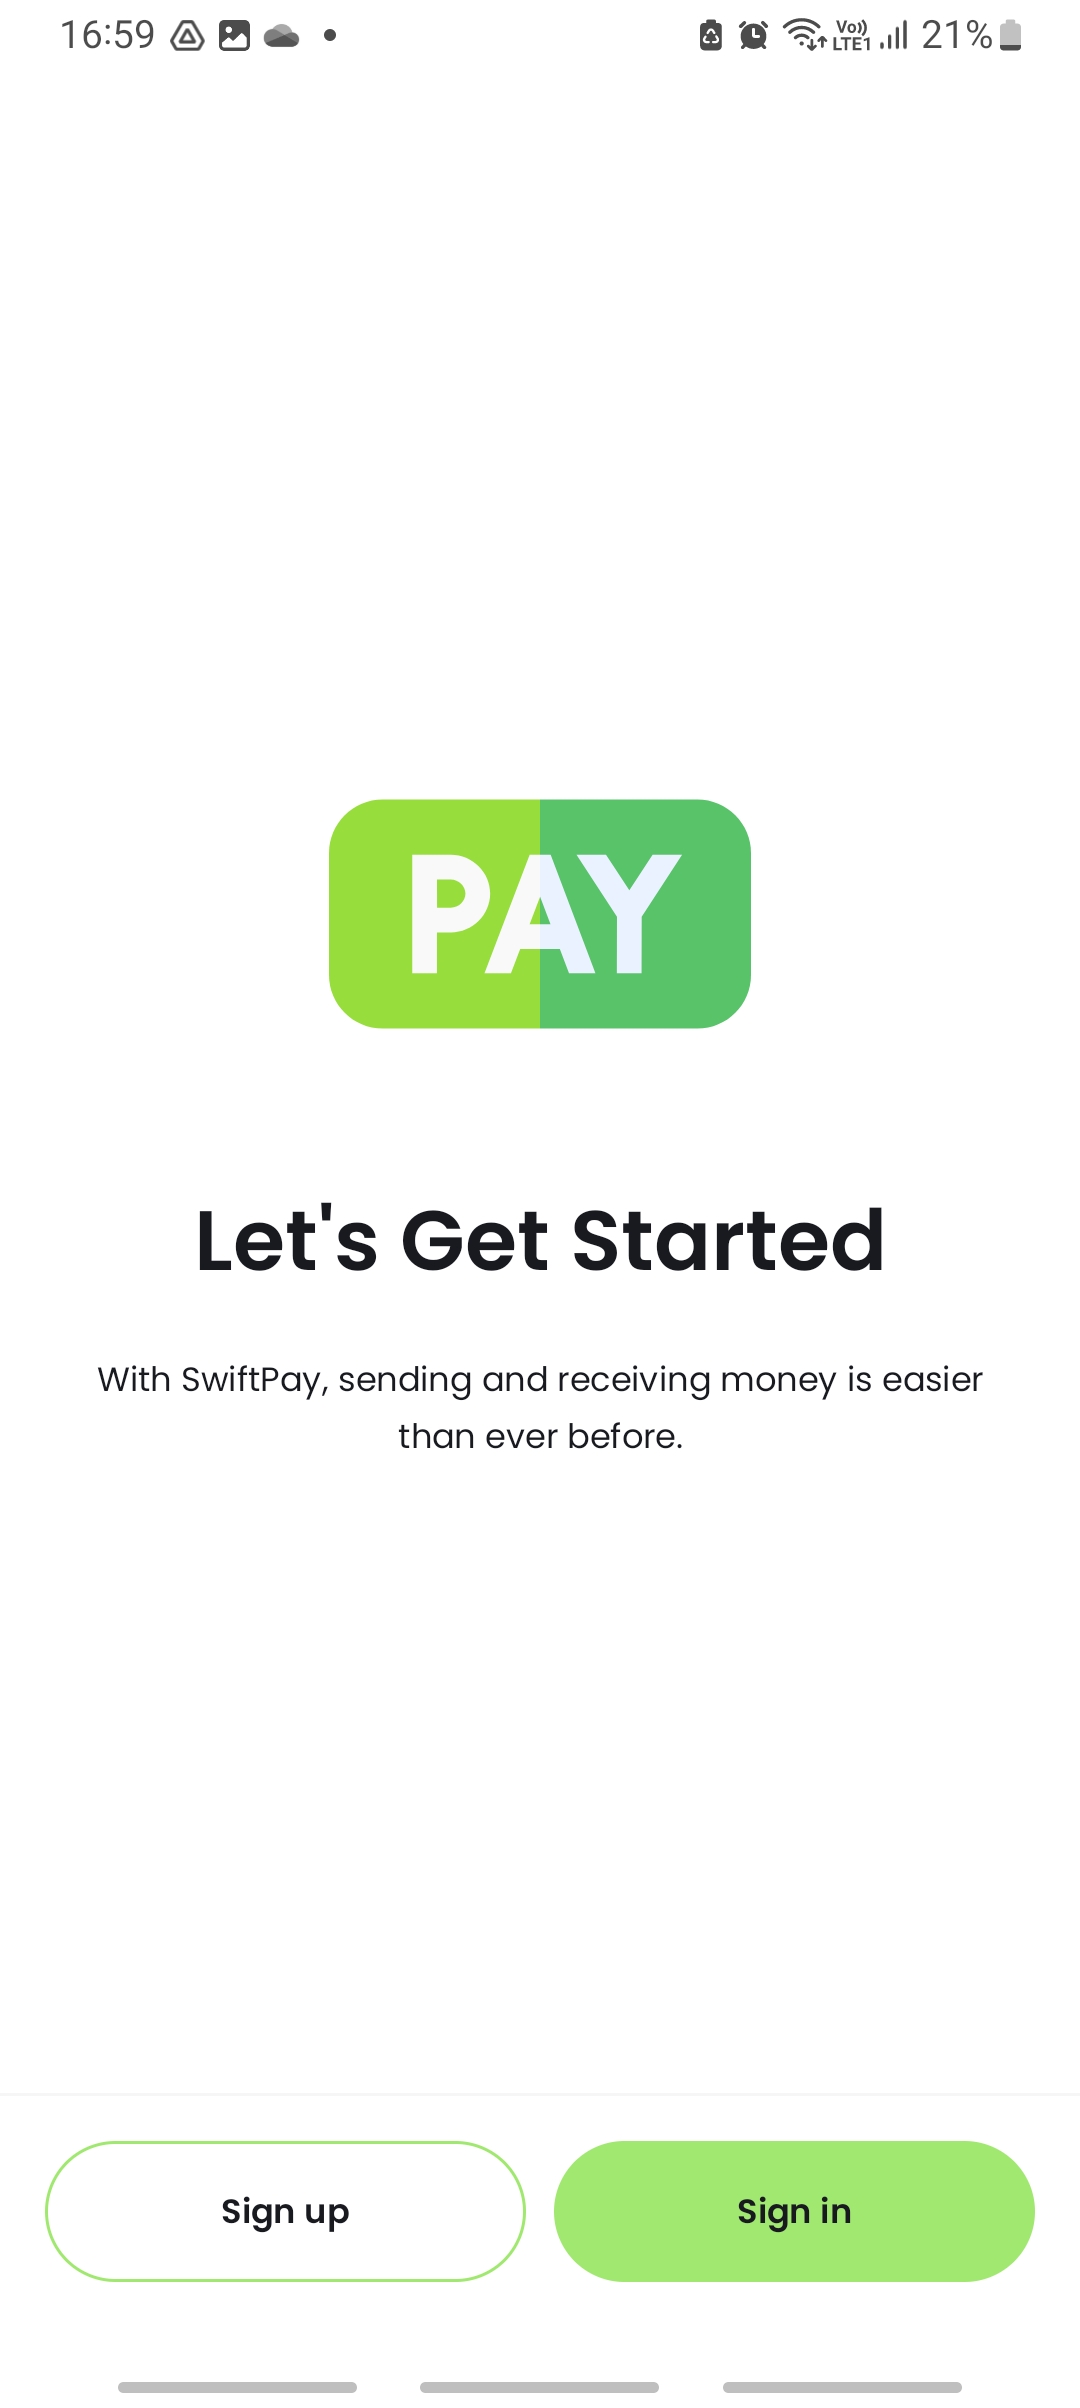 16:59
Vo)) LTE1 21%
PAY
Let's Get Started
With SwiftPay, sending and receiving money is easier
than ever before.
Sign up
Sign in